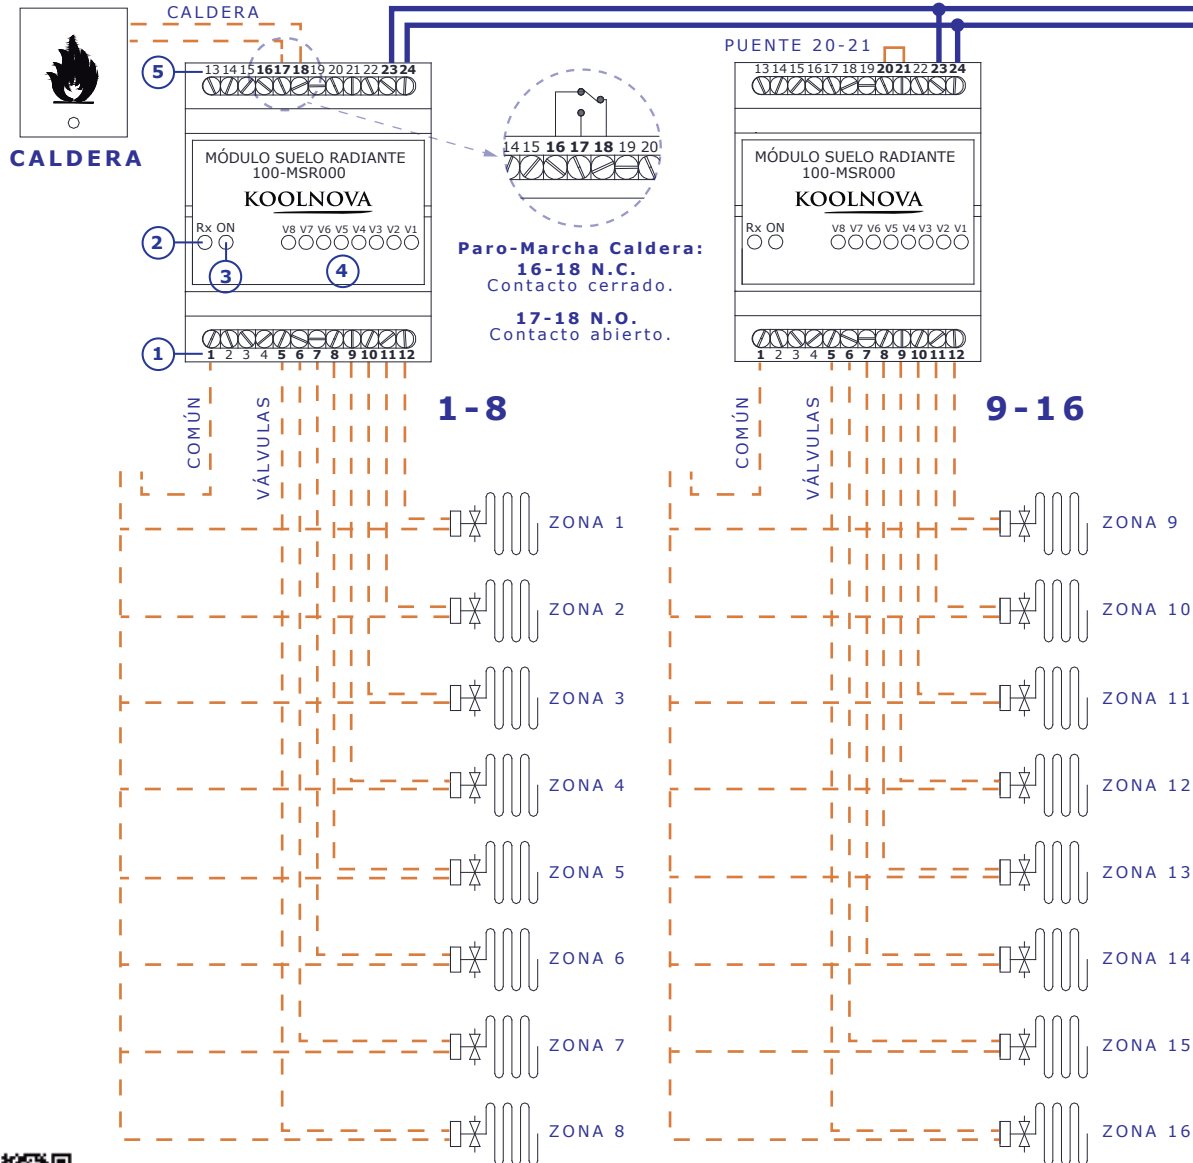 CALDERA
PUENTE 20-21
5
13 14 15 16 17 18 19 20 21 22 23 24
13 14 15 16 17 18 19 20 21 22 23 24
CALDERA
14 15 16 17 18 19 20
MÓDULO SUELO RADIANTE
100-MSR000
KOOLNOVA
MÓDULO SUELO RADIANTE
100-MSR000
KOOLNOVA
2
Rx ON
V8 V7 V6 V5 V4 V3 V2 V1
Rx ON
V8 V7 V6 V5 V4 V3 V2 V1
3
4
Paro-Marcha Caldera:
16-18 N.C.
Contacto cerrado.
17-18 N.O.
Contacto abierto.
1
1 2 3 4 5 6 7 8 9 10 11 12
1 2 3 4 5 6 7 8 9 10 11 12
COMÚN
VÁLVULAS
1-8
COMÚN
VÁLVULAS
9-16
ZONA 1
ZONA 9
ZONA 2
ZONA 10
ZONA 3
ZONA 11
ZONA 4
ZONA 12
ZONA 5
ZONA 13
ZONA 6
ZONA 14
ZONA 7
ZONA 15
ZONA 8
ZONA 16